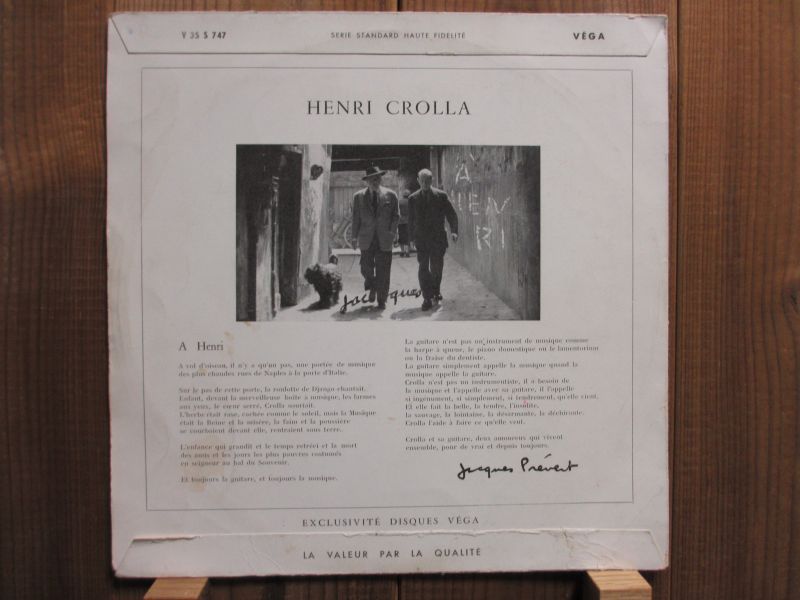 V 35 S 747
SERIE STANDARD HAUTE FIDELITÉ
VÉGA
HENRI CROLLA
A
HEN
RI
Jacques
A Henri
A vol d'oiseau, il n'y a qu'un pas, une portée de musique
des plus chaudes rues de Naples à la porte d'Italie.
Sur le pas de cette porte, la roulotte de Django chantait.
Enfant, devant la merveilleuse boîte à musique, les larmes
aux yeux, le cœur serré, Crolla souriait.
L'herbe était rase, cachée comme le soleil, mais la Musique
était la Reine et la misère, la faim et la poussière
se courbaient devant elle, rentraient sous terre.
L'enfance qui grandit et le temps rétréci et la mort
des amis et les jours les plus pauvres costumés
en seigneur au bal du Souvenir.
Et toujours la guitare, et toujours la musique.
La guitare n'est pas un instrument de musique comme
la harpe à queue, le piano domestique ou le
ou la fraise du dentiste.
La guitare simplement appelle la musique quand la
musique appelle la guitare.
Crolla n'est pas un instrumentiste, il a besoin de
la musique et l'appelle avec sa guitare, il l'appelle
si ingénument, si simplement, si tendrement, qu'elle vient.
Et elle fait la belle, la tendre, l'insolite,
la sauvage, la lointaine, la désarmante, la déchirante.
Crolla l'aide à faire ce qu'elle veut.
Crolla et sa guitare, deux amoureux qui vivent
ensemble, pour de vrai et depuis toujours.
Jacques Prévert
EXCLUSIVITÉ DISQUES VÉGA
LA VALEUR PAR LA QUALITÉ